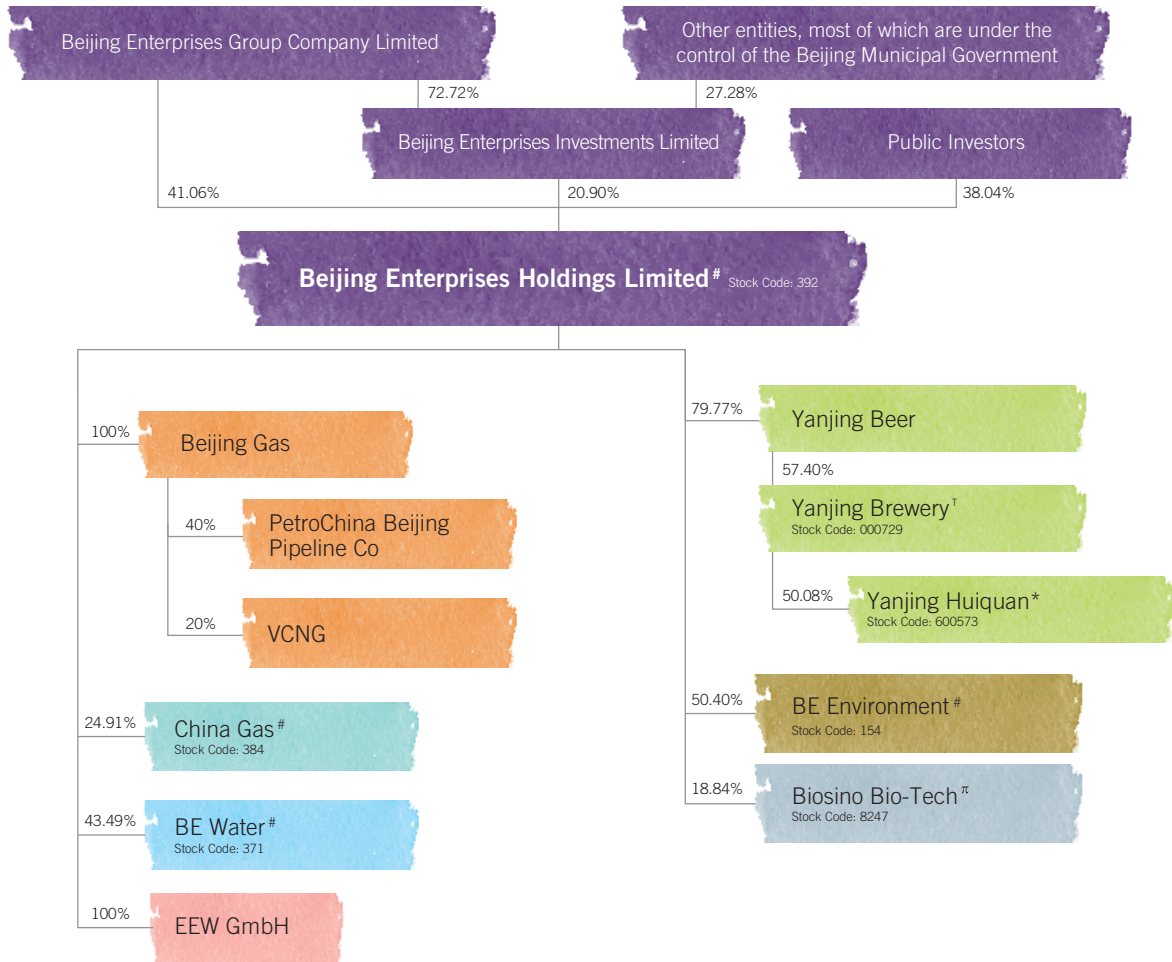 Beijing Enterprises Group Company Limited
Other entities, most of which are under the
control of the Beijing Municipal Government
72.72%
27.28%
Beijing Enterprises Investments Limited
Public Investors
41.06%
20.90%
38.04%
Beijing Enterprises Holdings Limited# Stock Code: 392
100%
Beijing Gas
40%
PetroChina Beijing
Pipeline Co
20%
VCNG
24.91%
China Gas#
Stock Code: 384
43.49%
BE Water#
Stock Code: 371
100%
EEW GmbH
79.77%
Yanjing Beer
57.40%
Yanjing Brewery†
Stock Code: 000729
50.08%
Yanjing Huiquan*
Stock Code: 600573
50.40%
BE Environment#
Stock Code: 154
18.84%
Biosino Bio-Techπ
Stock Code: 8247